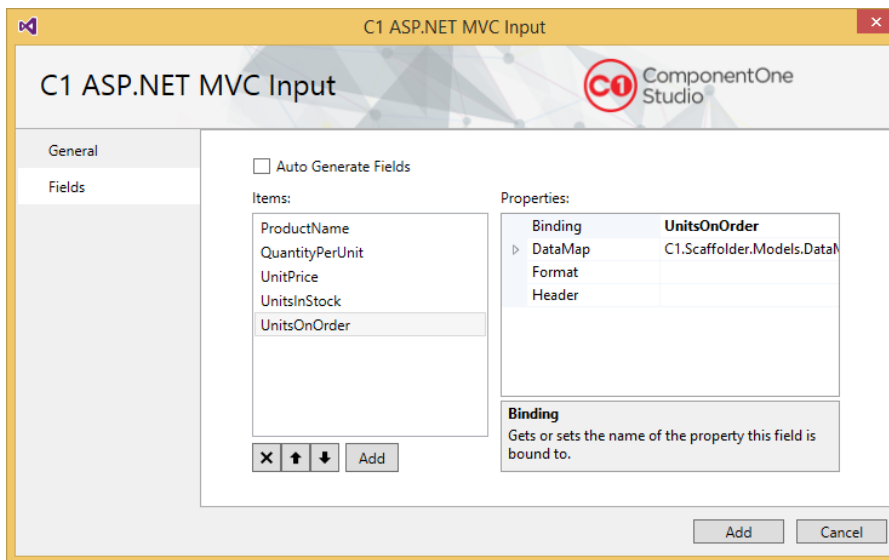 C1 ASP.NET MVC Input
C1 ASP.NET MVC Input
C1 ComponentOne
Studio
General
Fields
Auto Generate Fields
Items:
Properties:
ProductName
QuantityPerUnit
UnitPrice
UnitsInStock
UnitsOnOrder
Binding UnitsOnOrder
DataMap C1.Scaffolder.Models.DataM
Format
Header
Binding
Gets or sets the name of the property this field is
bound to.
Add
Add Cancel